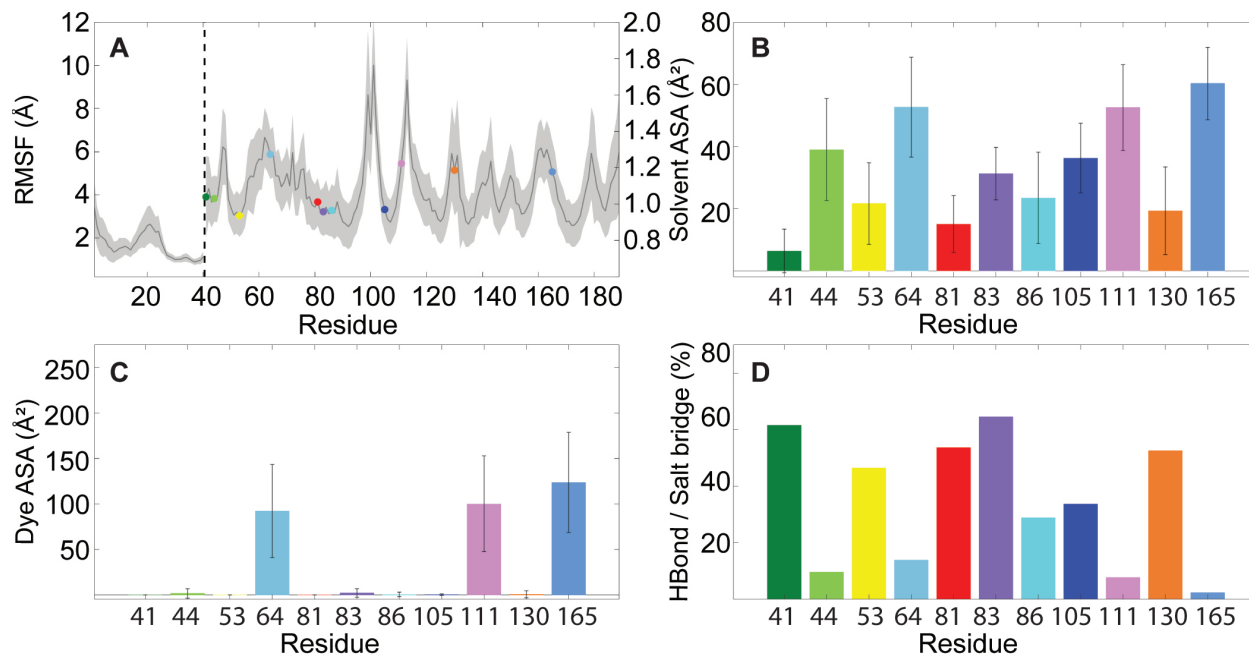 A
RMSF (Å)
12
10
8
6
4
2
2.0
1.8
1.6
1.4
1.2
1.0
0.8
20 40 60 80 100 120 140 160 180
Residue
B
Solvent ASA (Å²)
80
60
40
20
41 44 53 64 81 83 86 105 111 130 165
Residue
C
Dye ASA (Å²)
250
200
150
100
50
41 44 53 64 81 83 86 105 111 130 165
Residue
D
HBond / Salt bridge (%)
80
60
40
20
41 44 53 64 81 83 86 105 111 130 165
Residue